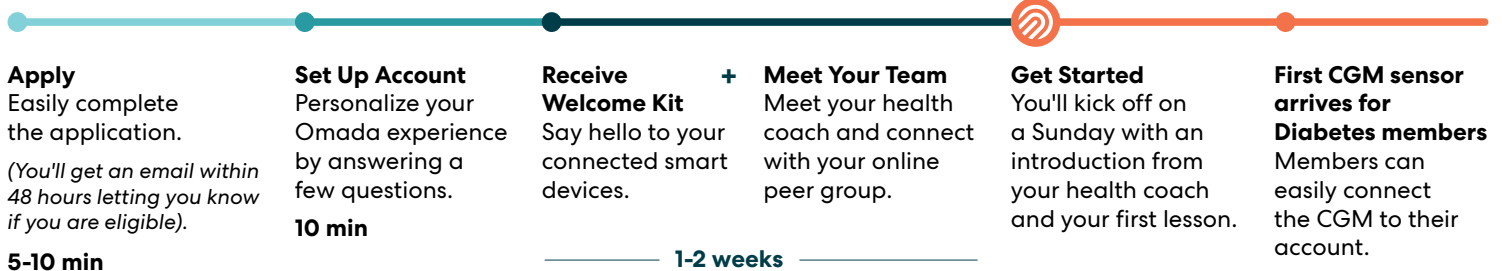 Apply
Easily complete
the application.
(You'll get an email within
48 hours letting you know
if you are eligible).
5-10 min
Set Up Account
Personalize your
Omada experience
by answering a
few questions.
10 min
Receive
Welcome Kit
Say hello to your
connected smart
devices.
+
Meet Your Team
Meet your health
coach and connect
with your online
peer group.
1-2 weeks
Get Started
You'll kick off on
a Sunday with an
introduction from
your health coach
and your first lesson.
First CGM sensor
arrives for
Diabetes members
Members can
easily connect
the CGM to their
account.